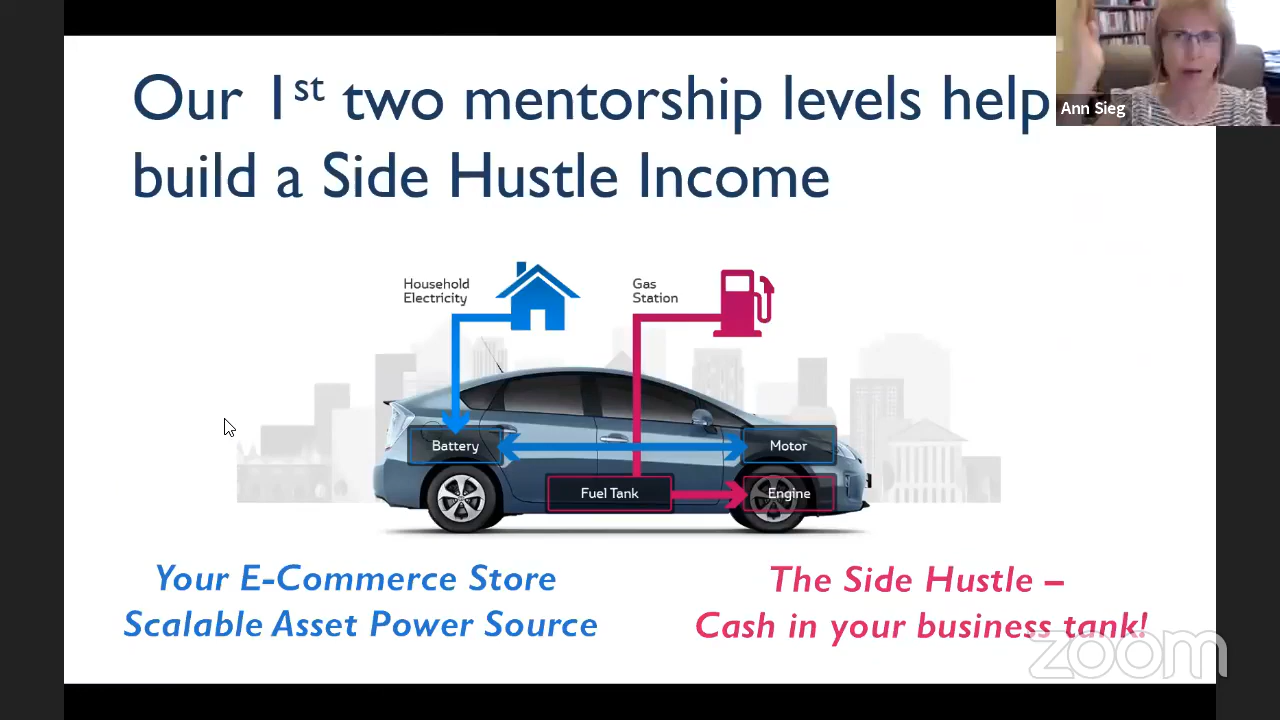 Our 1st two mentorship levels help
build a Side Hustle Income
Ann Sieg
Household
Electricity
Gas
Station
Battery
Motor
Fuel Tank
Engine
Your E-Commerce Store
Scalable Asset Power Source
The Side Hustle –
Cash in your business tank!
zoom